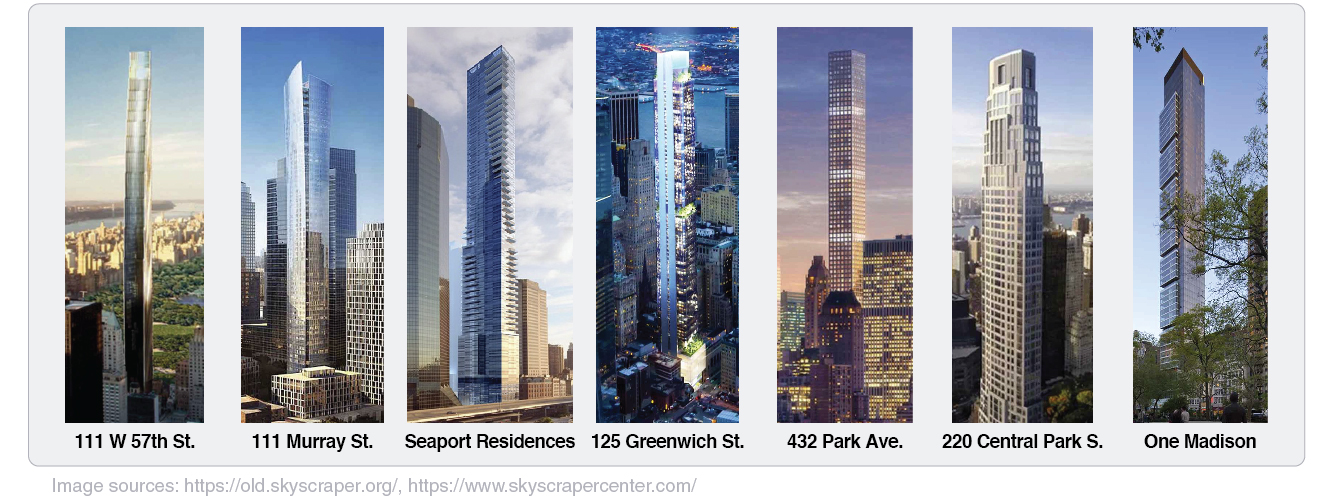 111 W 57th St.
111 Murray St.
Seaport Residences
125 Greenwich St.
432 Park Ave.
220 Central Park S.
One Madison
Image sources: https://old.skyscraper.org/, https://www.skyscrapercenter.com/